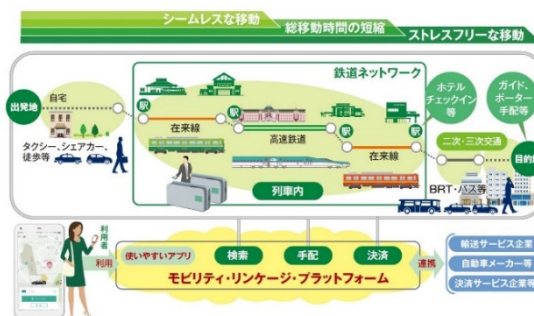 シームレスな移動
総移動時間の短縮
ストレスフリーな移動
鉄道ネットワーク
ホテル
チェックイン
等
ガイド、
ポーター
手配等
出発地
自宅
駅
駅
駅
駅
在来線
高速鉄道
在来線
二次・三次交通
目的地
タクシー、シェアカー、
徒歩等
列車内
BRT・バス等
利用者
利用
使いやすいアプリ
検索
手配
決済
連携
モビリティ・リンケージ・プラットフォーム
輸送サービス企業
自動車メーカー等
決済サービス企業等